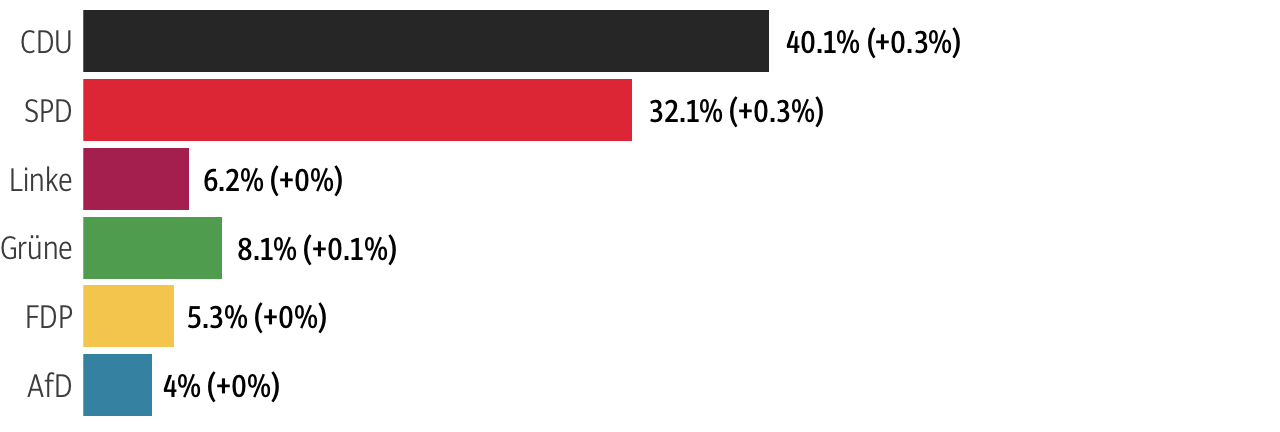 CDU 40.1% (+0.3%)
SPD 32.1% (+0.3%)
Linke 6.2% (+0%)
Grüne 8.1% (+0.1%)
FDP 5.3% (+0%)
AfD 4% (+0%)